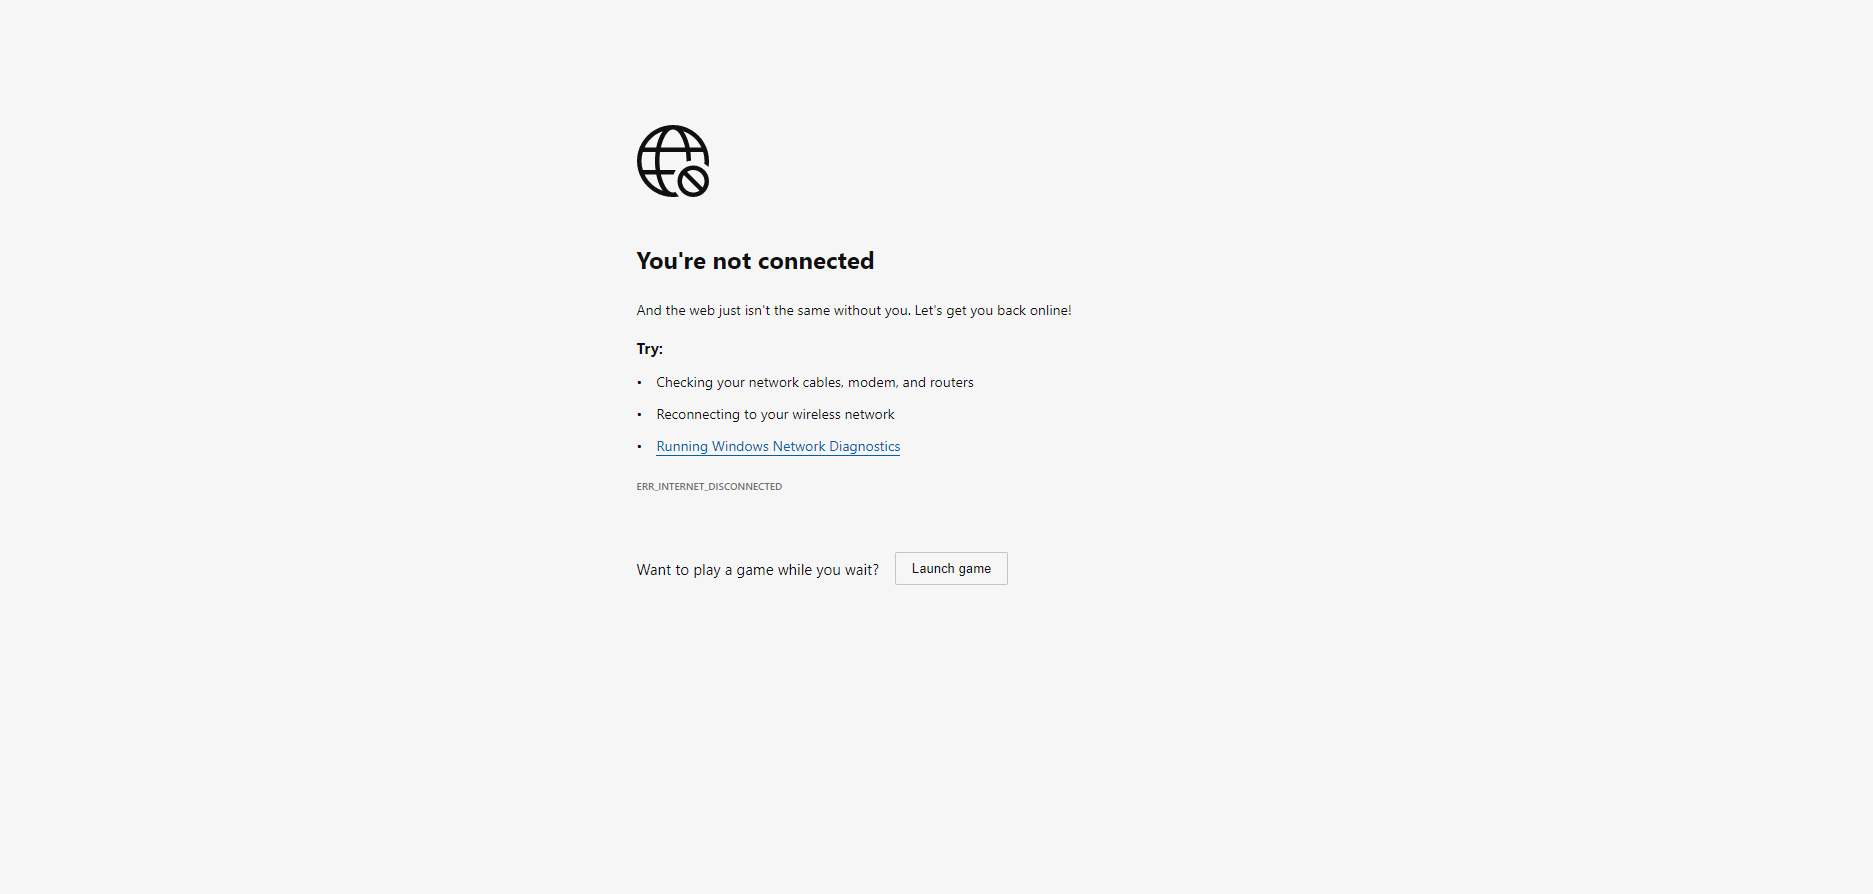 You're not connected
And the web just isn't the same without you. Let's get you back online!
Try:
• Checking your network cables, modem, and routers
• Reconnecting to your wireless network
• Running Windows Network Diagnostics
ERR_INTERNET_DISCONNECTED
Want to play a game while you wait? Launch game